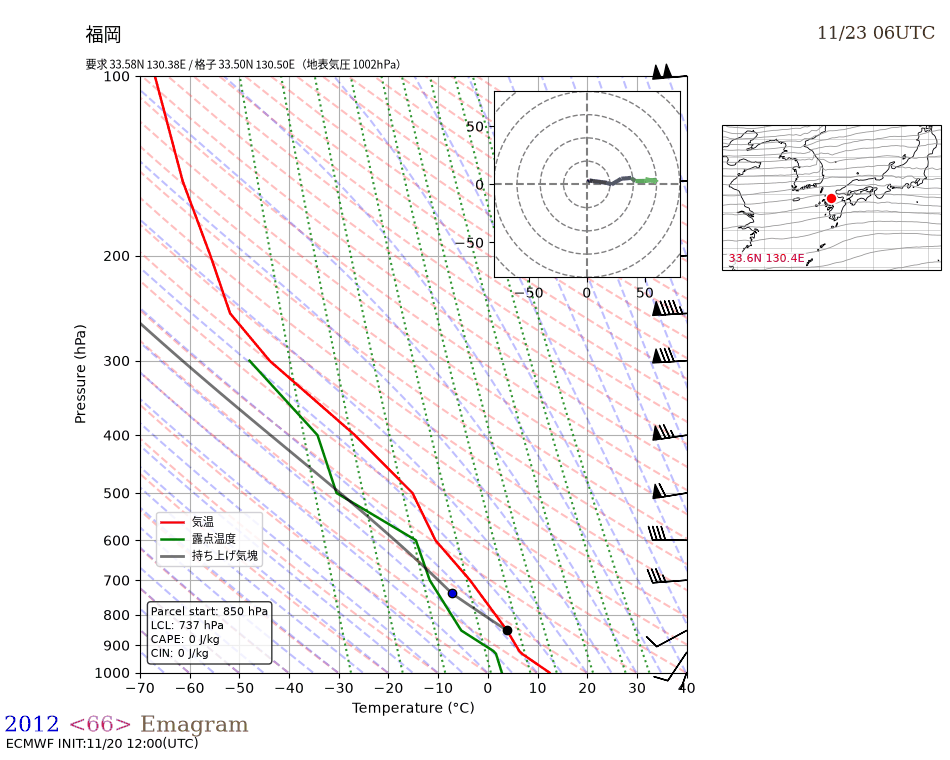 福岡
11/23 06UTC
要求 33.58N 130.38E / 格子 33.50N 130.50E（地表気圧 1002hPa）
100
200
300
400
500
600
700
800
900
1000
Pressure (hPa)
−70 −60 −50 −40 −30 −20 −10 0 10 20 30 40
Temperature (°C)
50
0
−50
−50 0 50
33.6N 130.4E
気温
露点温度
持ち上げ気塊
Parcel start: 850 hPa
LCL: 737 hPa
CAPE: 0 J/kg
CIN: 0 J/kg
2012 <66> Emagram
ECMWF INIT:11/20 12:00(UTC)